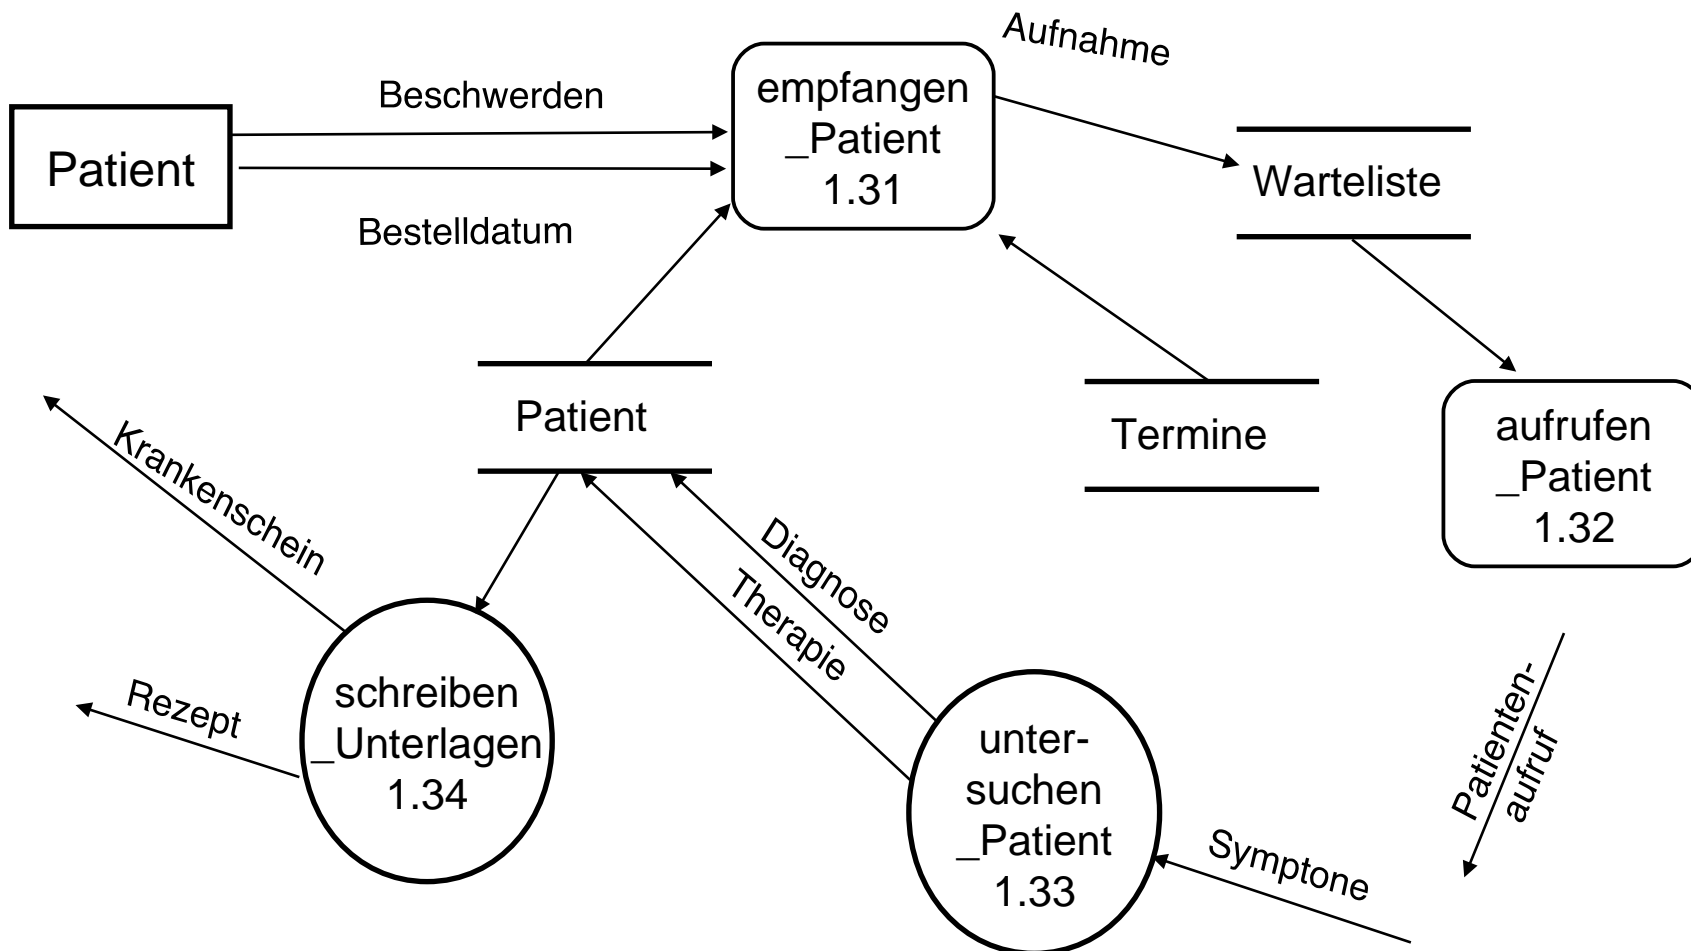 Aufnahme
Beschwerden
empfangen
_Patient
1.31
Patient
Warteliste
Bestelldatum
Patient
Termine
aufrufen
_Patient
1.32
Krankenschein
Diagnose
Therapie
Rezept
schreiben
_Unterlagen
1.34
unter-
suchen
_Patient
1.33
Patienten-
aufruf
Symptone